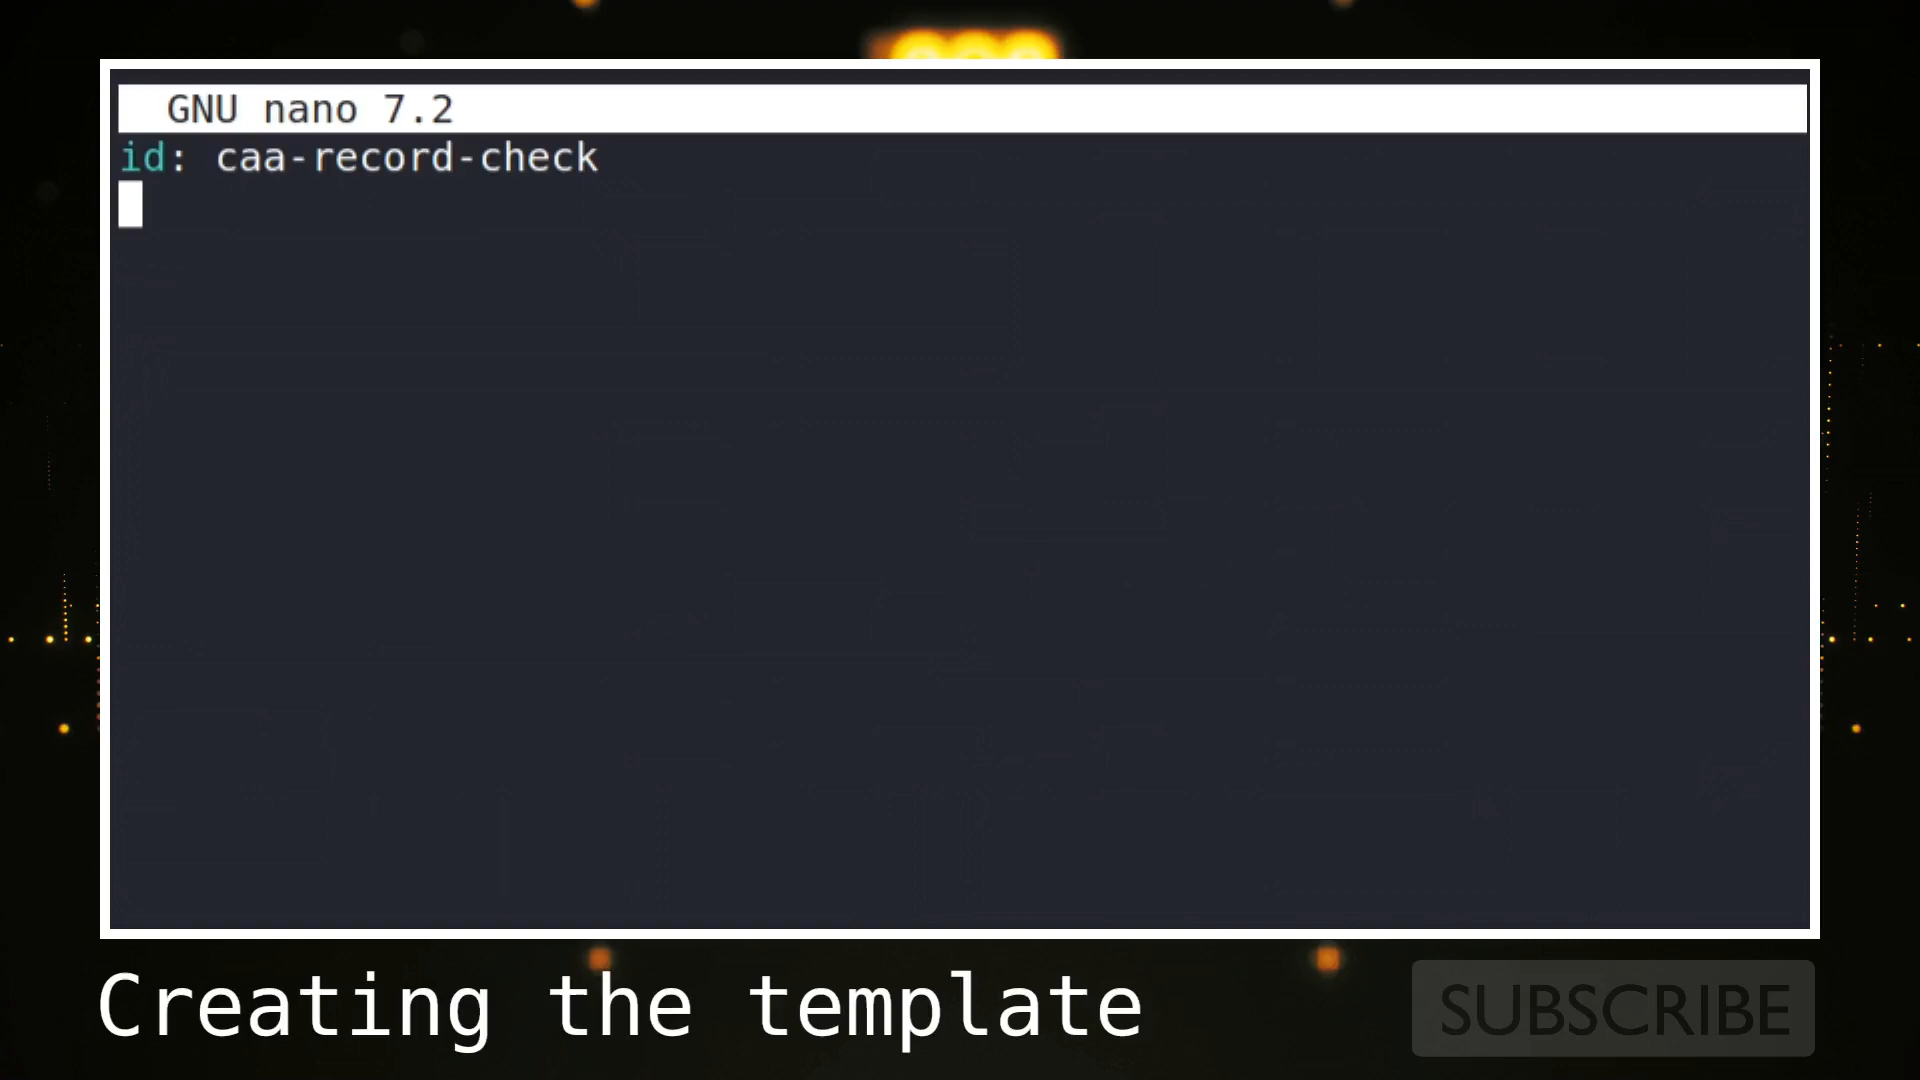 GNU nano 7.2
id: caa-record-check
Creating the template
SUBSCRIBE